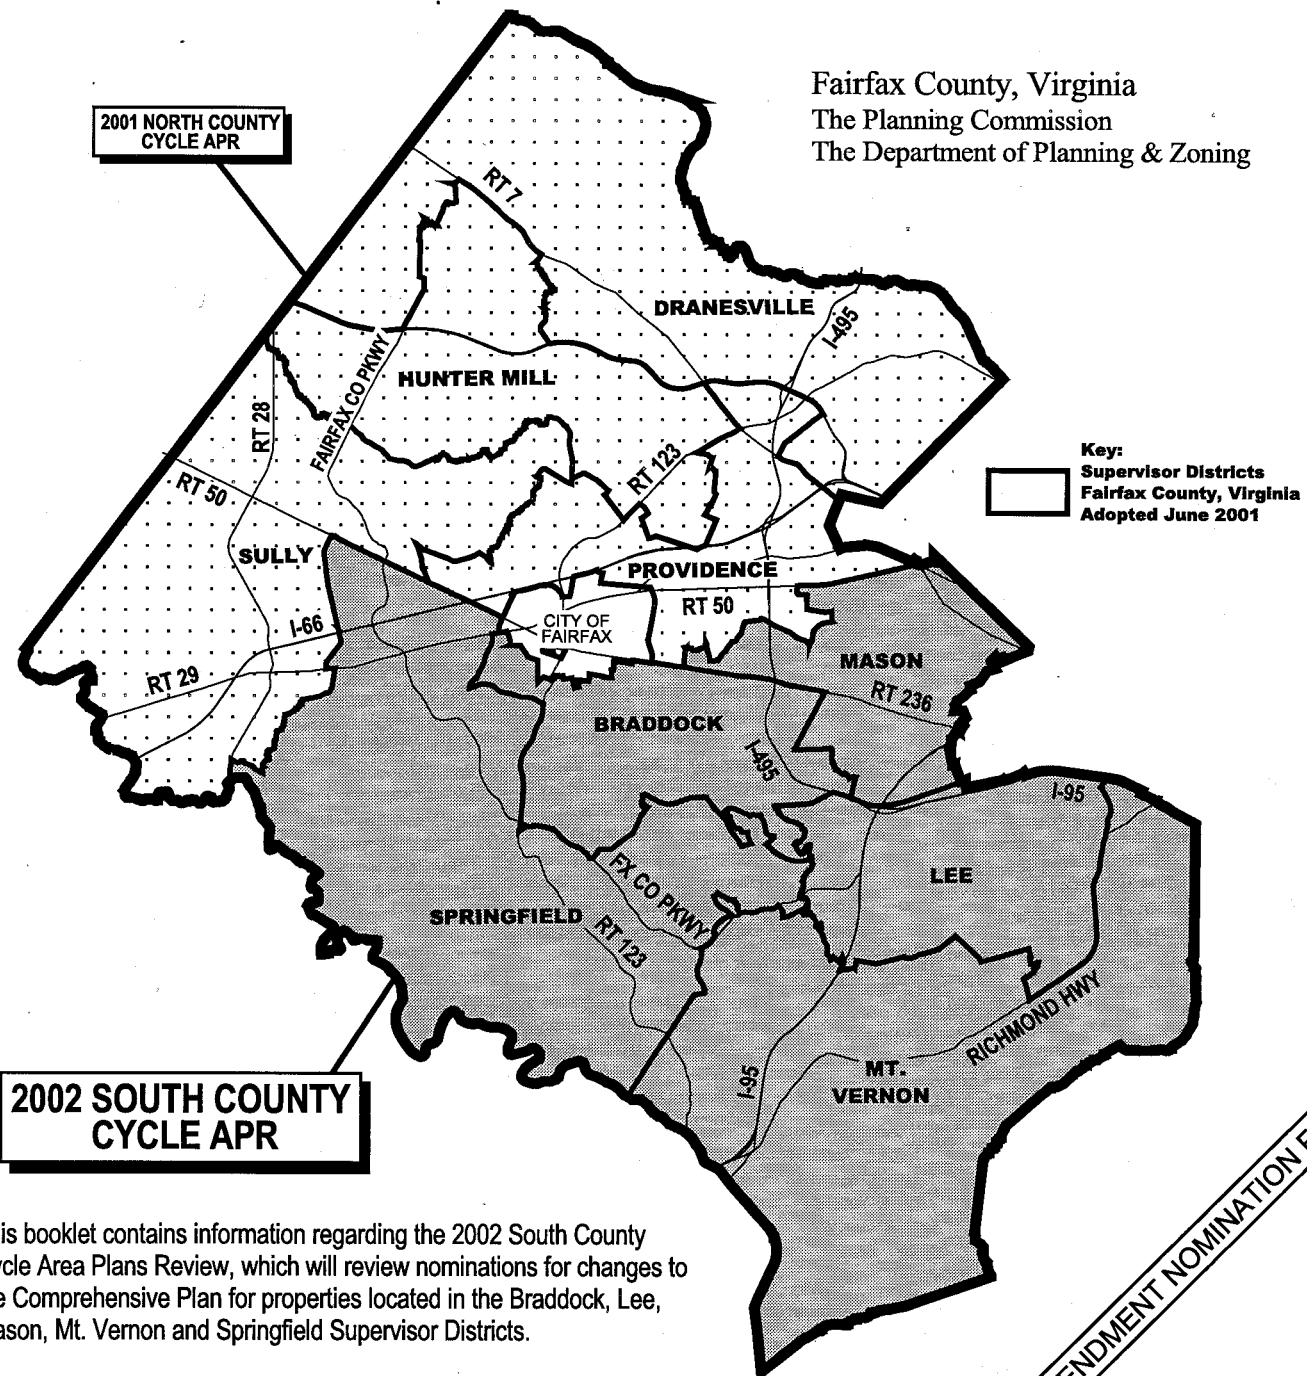 Fairfax County, Virginia
The Planning Commission
The Department of Planning & Zoning
2001 NORTH COUNTY
CYCLE APR
RT 7
DRANESVILLE
I-495
FAIRFAX CO PKWY
HUNTER MILL
RT 28
RT 123
RT 50
Key:
Supervisor Districts
Fairfax County, Virginia
Adopted June 2001
SULLY
PROVIDENCE
RT 50
I-66
CITY OF
FAIRFAX
MASON
RT 29
RT 236
BRADDOCK
I-495
I-95
LEE
FX CO PKWY
SPRINGFIELD
RT 123
RICHMOND HWY
MT.
VERNON
I-95
2002 SOUTH COUNTY
CYCLE APR
is booklet contains information regarding the 2002 South County
cle Area Plans Review, which will review nominations for changes to
e Comprehensive Plan for properties located in the Braddock, Lee,
ason, Mt. Vernon and Springfield Supervisor Districts.
ENDMENT NOMINATION